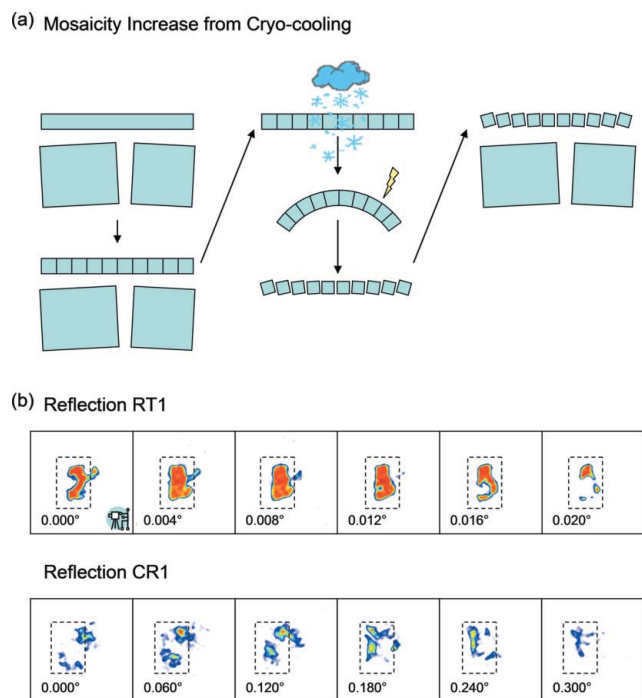 (a) Mosaicity Increase from Cryo-cooling
(b) Reflection RT1
0.000° 0.004° 0.008° 0.012° 0.016° 0.020°
Reflection CR1
0.000° 0.060° 0.120° 0.180° 0.240° 0.300°